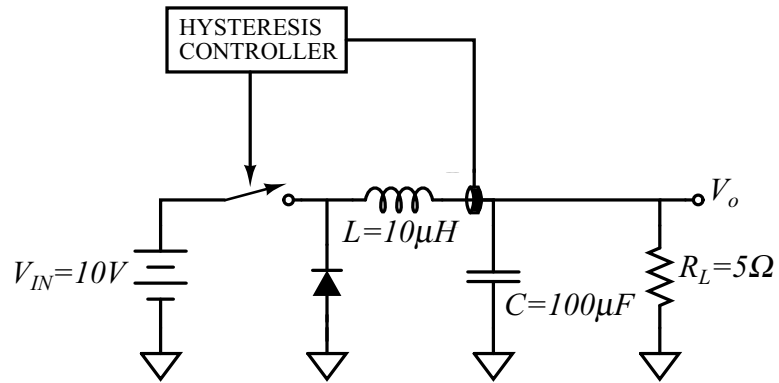 HYSTERESIS
CONTROLLER
V_o
L=10μH
V_IN=10V
R_L=5Ω
C=100μF